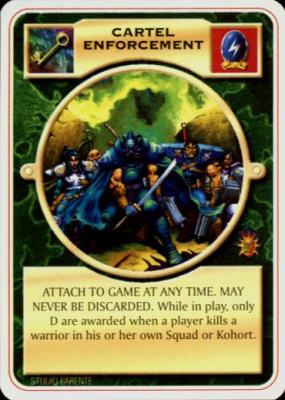 CARTEL
ENFORCEMENT
ATTACH TO GAME AT ANY TIME. MAY
NEVER BE DISCARDED. While in play, only
D are awarded when a player kills a
warrior in his or her own Squad or Kohort.
STUDIO PARENTE